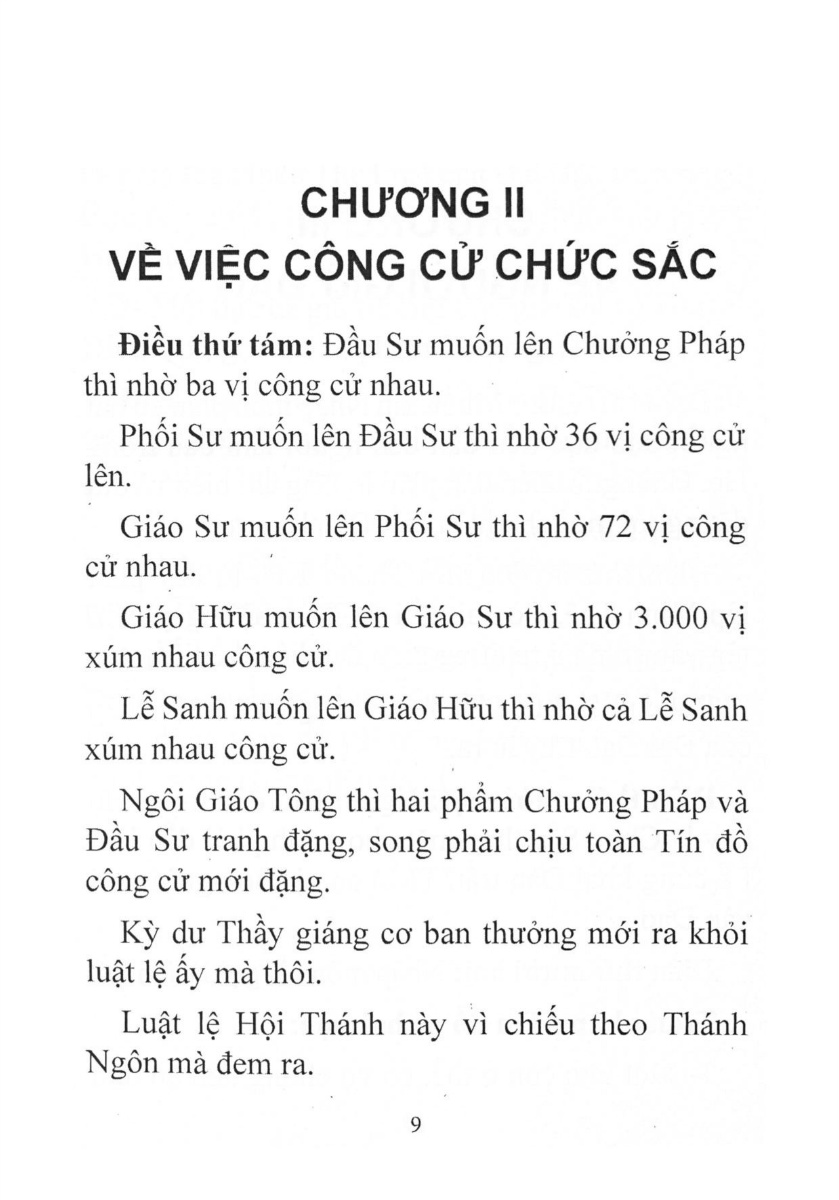 CHƯƠNG II
VỀ VIỆC CÔNG CỬ CHỨC SẮC
Điều thứ tám: Đầu Sư muốn lên Chưởng Pháp
thì nhờ ba vị công cử nhau.
Phối Sư muốn lên Đầu Sư thì nhờ 36 vị công cử
lên.
Giáo Sư muốn lên Phối Sư thì nhờ 72 vị công
cử nhau.
Giáo Hữu muốn lên Giáo Sư thì nhờ 3.000 vị
xúm nhau công cử.
Lễ Sanh muốn lên Giáo Hữu thì nhờ cả Lễ Sanh
xúm nhau công cử.
Ngôi Giáo Tông thì hai phẩm Chưởng Pháp và
Đầu Sư tranh đặng, song phải chịu toàn Tín đồ
công cử mới đặng.
Kỳ dư Thầy giáng cơ ban thưởng mới ra khỏi
luật lệ ấy mà thôi.
Luật lệ Hội Thánh này vì chiếu theo Thánh
Ngôn mà đem ra.
9